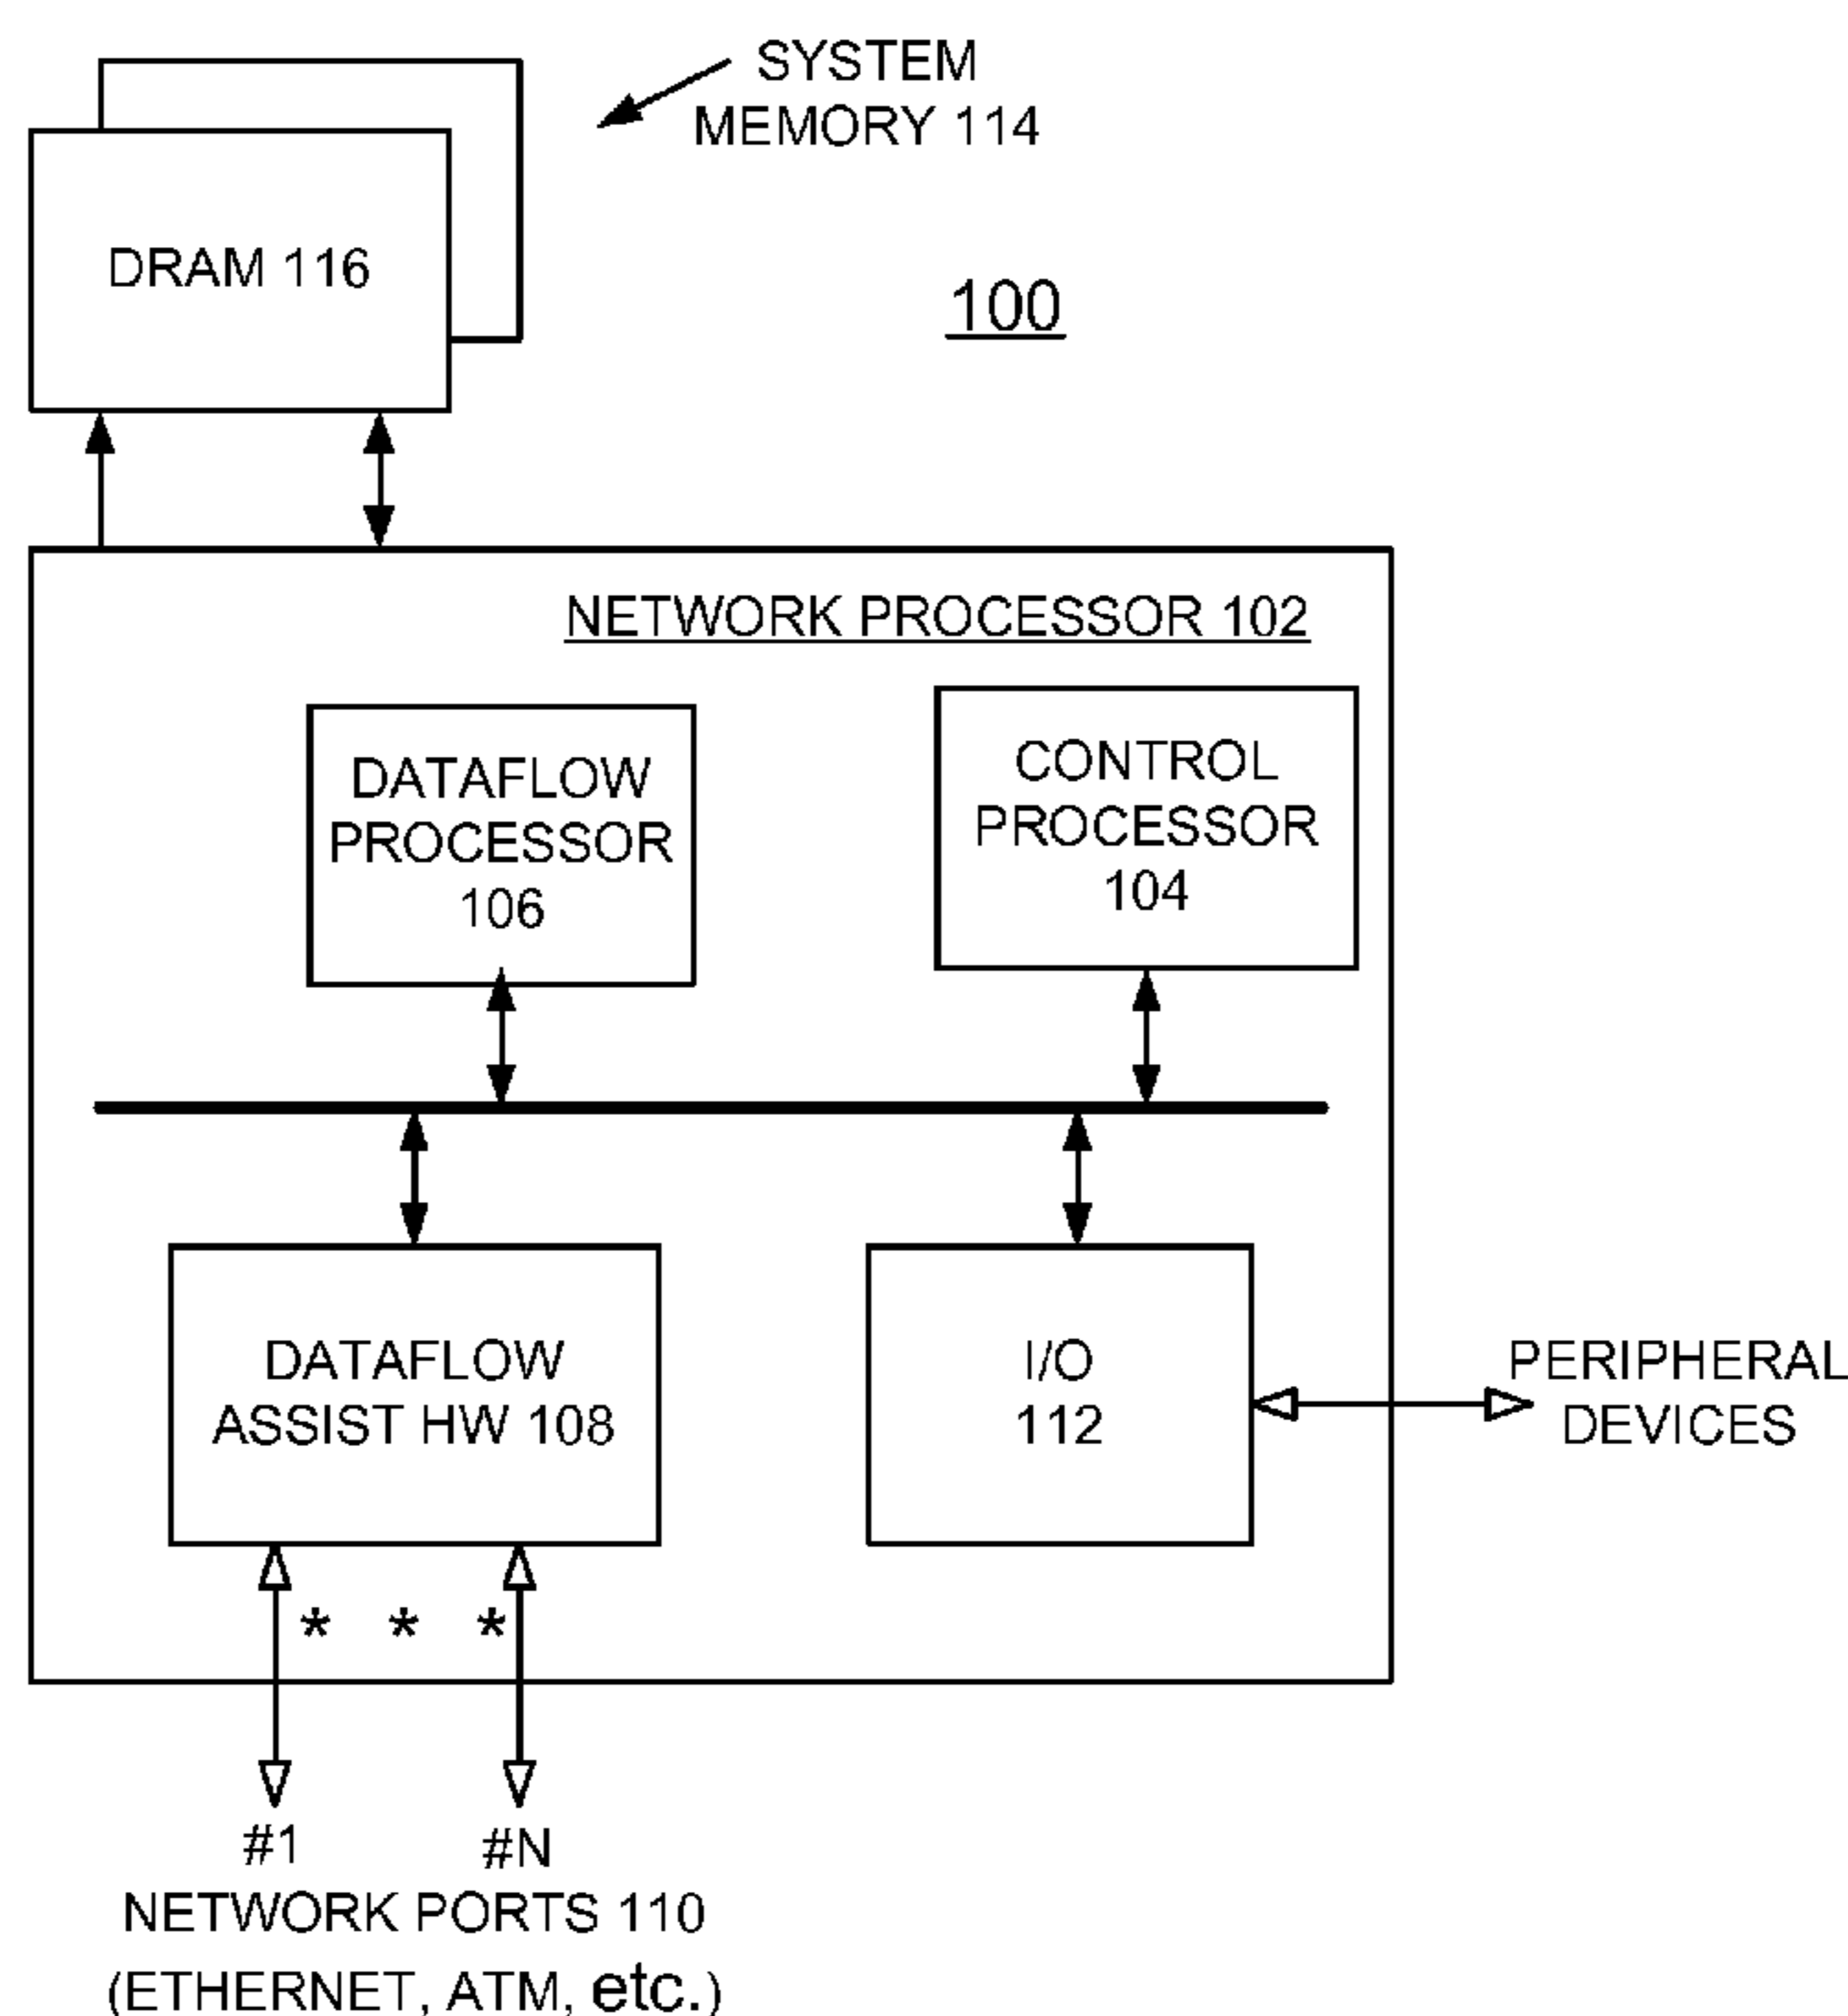 SYSTEM
MEMORY 114
DRAM 116
100
NETWORK PROCESSOR 102
DATAFLOW
PROCESSOR
106
CONTROL
PROCESSOR
104
DATAFLOW
ASSIST HW 108
I/O
112
PERIPHERAL
DEVICES
* * *
#1 #N
NETWORK PORTS 110
(ETHERNET, ATM, etc.)